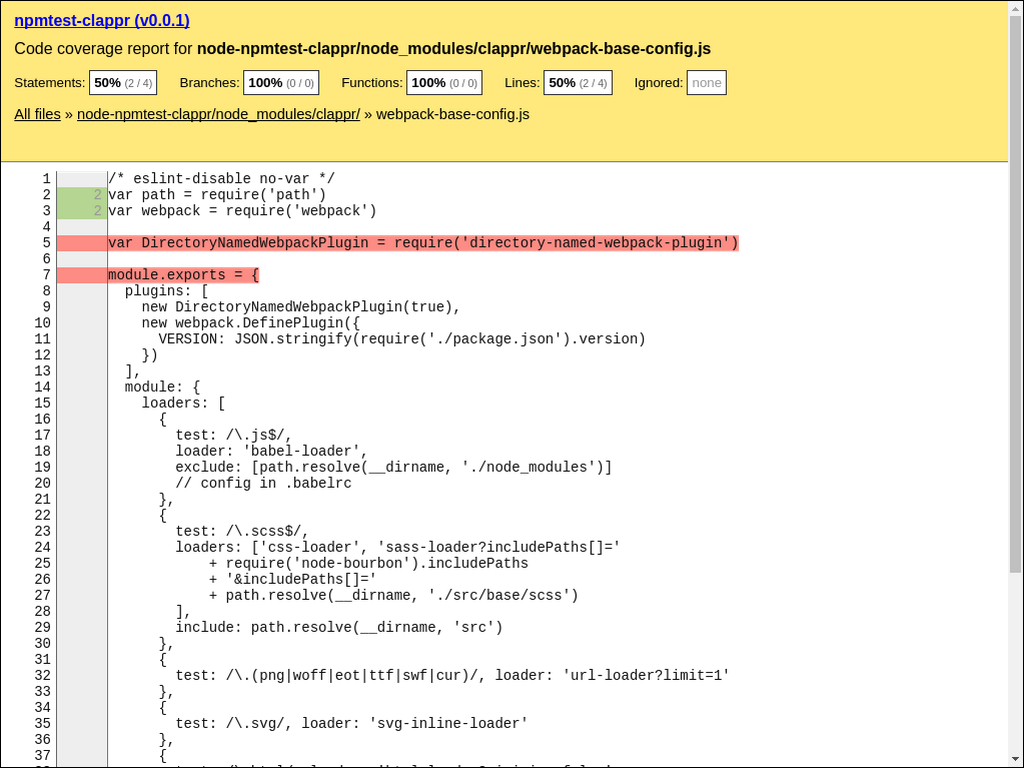 npmtest-clappr (v0.0.1)
Code coverage report for node-npmtest-clappr/node_modules/clappr/webpack-base-config.js
Statements: 50% (2 / 4) Branches: 100% (0 / 0) Functions: 100% (0 / 0) Lines: 50% (2 / 4) Ignored: none
All files » node-npmtest-clappr/node_modules/clappr/ » webpack-base-config.js
1 /* eslint-disable no-var */
2 2 var path = require('path')
3 2 var webpack = require('webpack')
4
5 var DirectoryNamedWebpackPlugin = require('directory-named-webpack-plugin')
6
7 module.exports = {
8 plugins: [
9 new DirectoryNamedWebpackPlugin(true),
10 new webpack.DefinePlugin({
11 VERSION: JSON.stringify(require('./package.json').version)
12 })
13 ],
14 module: {
15 loaders: [
16 {
17 test: /\.js$/,
18 loader: 'babel-loader',
19 exclude: [path.resolve(__dirname, './node_modules')]
20 // config in .babelrc
21 },
22 {
23 test: /\.scss$/,
24 loaders: ['css-loader', 'sass-loader?includePaths[]='
25 + require('node-bourbon').includePaths
26 + '&includePaths[]='
27 + path.resolve(__dirname, './src/base/scss')
28 ],
29 include: path.resolve(__dirname, 'src')
30 },
31 {
32 test: /\.(png|woff|eot|ttf|swf|cur)/, loader: 'url-loader?limit=1'
33 },
34 {
35 test: /\.svg/, loader: 'svg-inline-loader'
36 },
37 {